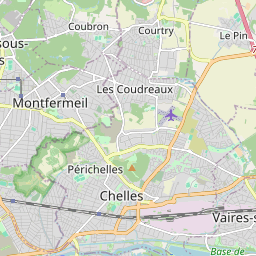 Coubron
Courtry
Le Pin
sous-
s
Les Coudreaux
Montfermeil
Périchelles
Chelles
Vaires-s
Base de